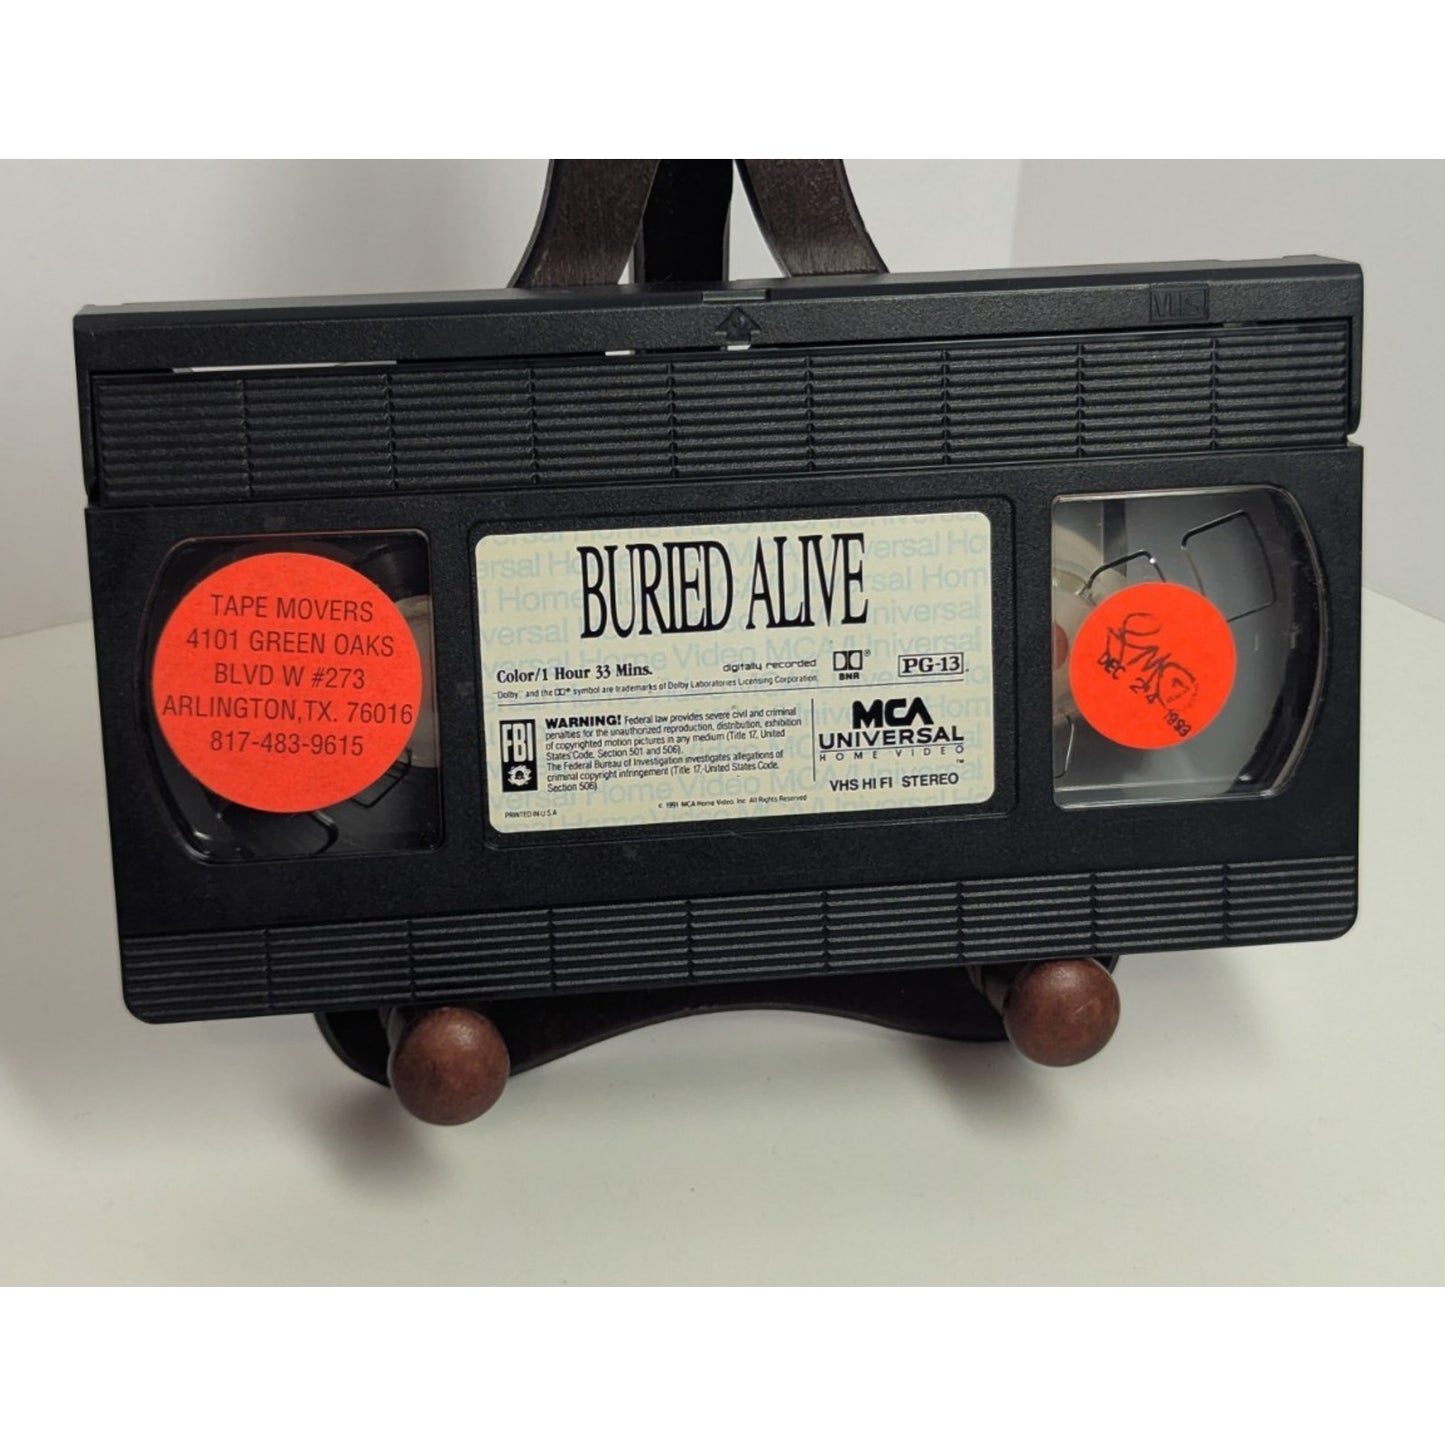 VHS
TAPE MOVERS
4101 GREEN OAKS
BLVD W #273
ARLINGTON,TX. 76016
817-483-9615
BURIED ALIVE
Color/1 Hour 33 Mins.
digitally recorded
BNR
PG-13
"Dolby" and the symbol are trademarks of Dolby Laboratories Licensing Corporation.
FBI
WARNING! Federal law provides severe civil and criminal
penalties for the unauthorized reproduction, distribution, exhibition
of copyrighted motion pictures in any medium (Title 17, United
States Code, Section 501 and 506).
The Federal Bureau of Investigation investigates allegations of
criminal copyright infringement (Title 17, United States Code,
Section 506).
PRINTED IN U.S.A
© 1991 MCA Home Video, Inc. All Rights Reserved
MCA
UNIVERSAL
HOME VIDEO
™
VHS HI FI STEREO
DEC 24 1993